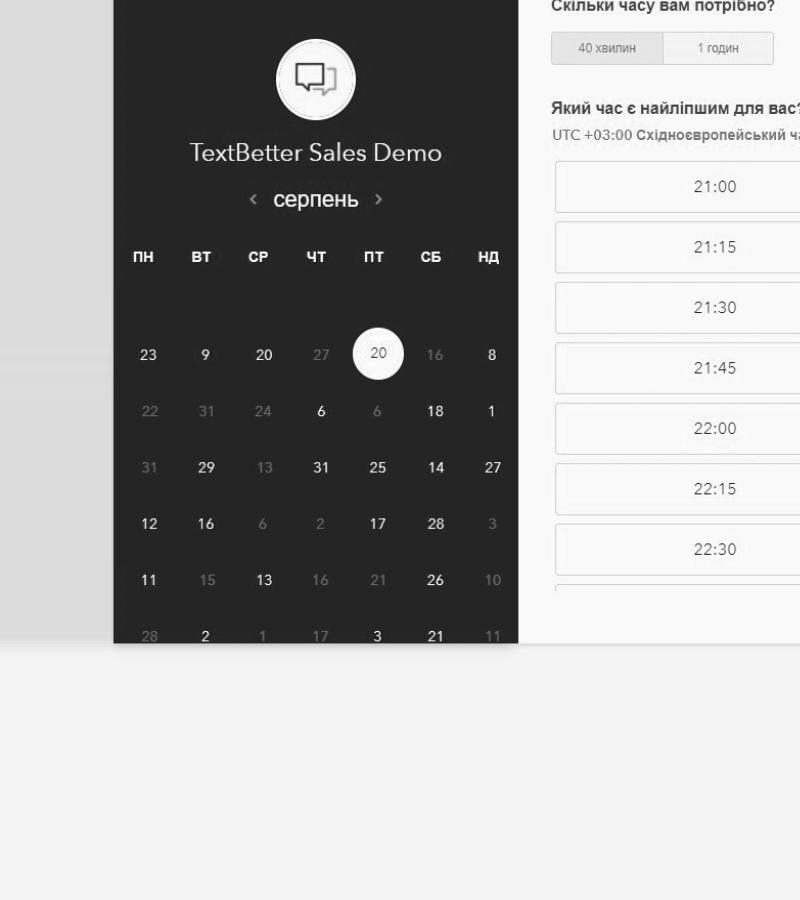 TextBetter Sales Demo
серпень
ПН ВТ СР ЧТ ПТ СБ НД
23 9 20 27 20 16 8
22 31 24 6 6 18 1
31 29 13 31 25 14 27
12 16 6 2 17 28 3
11 15 13 16 21 26 10
28 2 1 17 3 21 11
Скільки часу вам потрібно?
40 хвилин 1 годин
Який час є найліпшим для вас?
UTC +03:00 Східноєвропейський ча
21:00
21:15
21:30
21:45
22:00
22:15
22:30